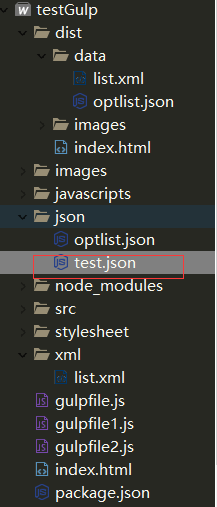 testGulp
dist
data
list.xml
optlist.json
images
index.html
images
javascripts
json
optlist.json
test.json
node_modules
src
stylesheet
xml
list.xml
gulpfile.js
gulpfile1.js
gulpfile2.js
index.html
package.json